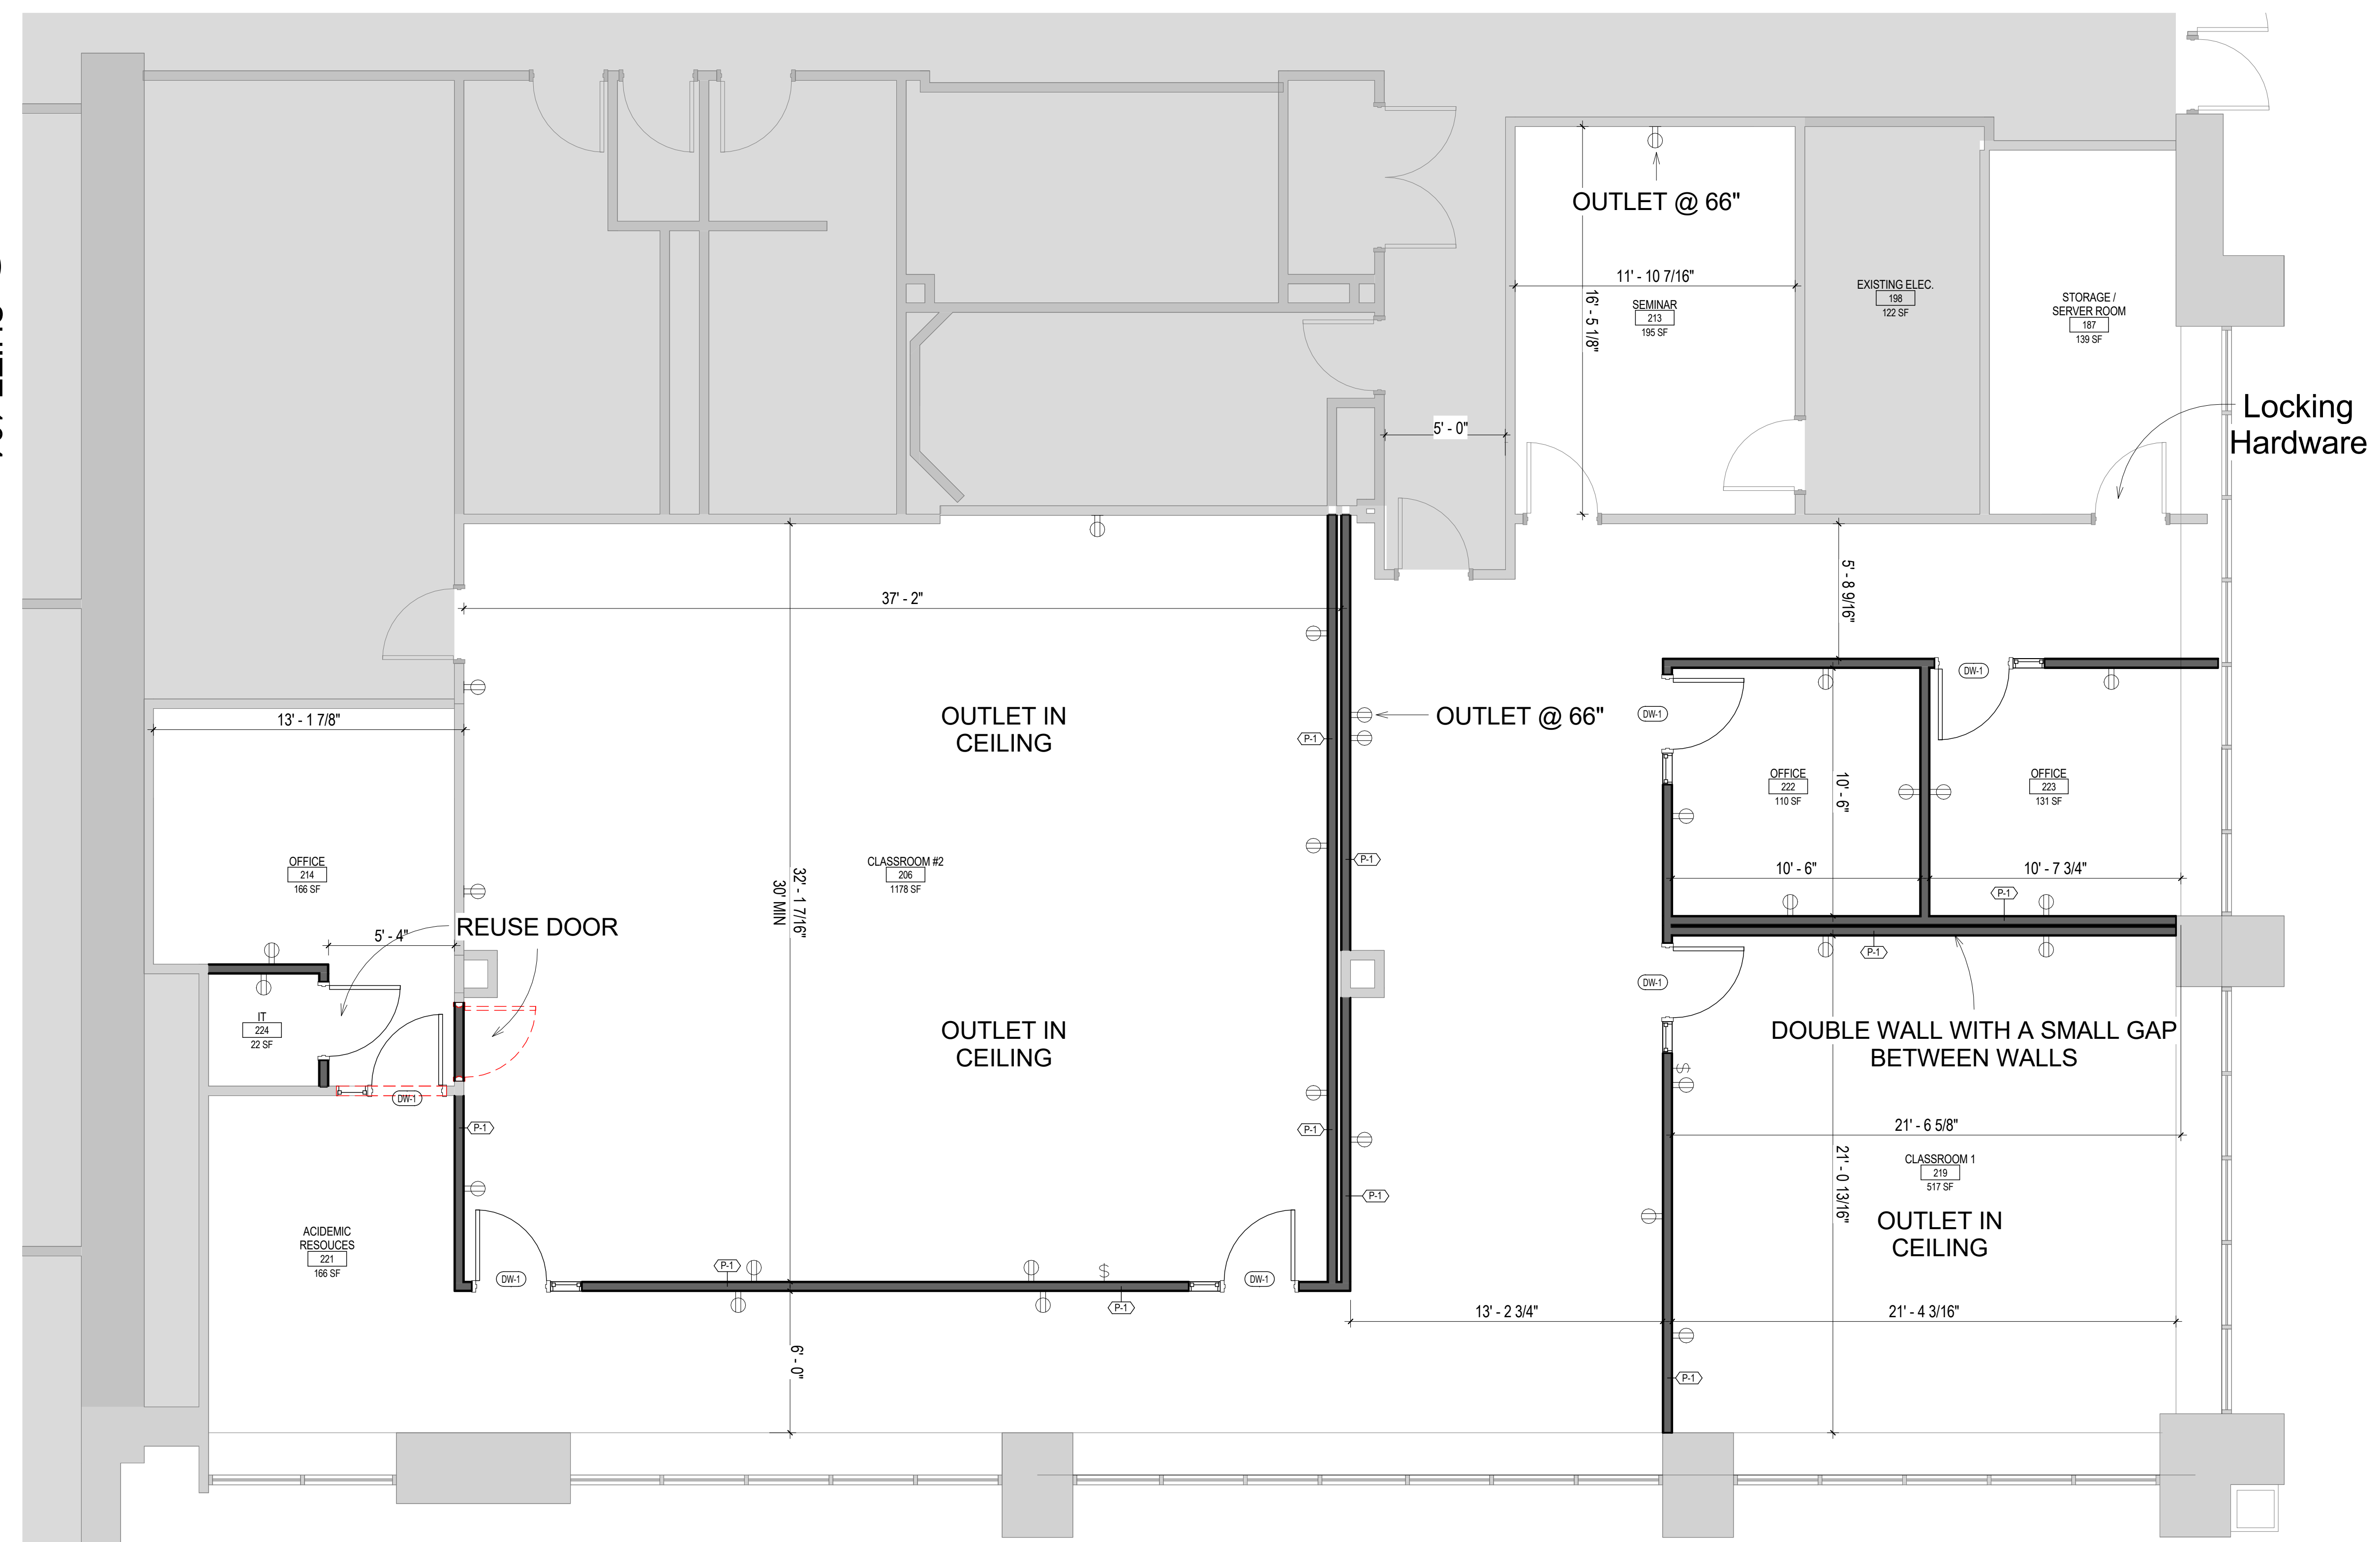 OUTLET @ 66"
11' - 10 7/16"
16' - 5 1/8"
SEMINAR
213
195 SF
EXISTING ELEC.
198
122 SF
STORAGE /
SERVER ROOM
187
139 SF
Locking
Hardware
5' - 0"
5' - 8 9/16"
37' - 2"
13' - 1 7/8"
OUTLET IN
CEILING
P-1
OUTLET @ 66"
DW-1
DW-1
OFFICE
222
110 SF
10' - 6"
OFFICE
223
131 SF
OFFICE
214
166 SF
CLASSROOM #2
206
1178 SF
32' - 1 7/16"
30' MIN
P-1
10' - 6"
10' - 7 3/4"
P-1
P-1
5' - 4"
REUSE DOOR
DW-1
IT
224
22 SF
OUTLET IN
CEILING
DOUBLE WALL WITH A SMALL GAP
BETWEEN WALLS
DW-1
P-1
P-1
21' - 6 5/8"
21' - 0 13/16"
CLASSROOM 1
219
517 SF
OUTLET IN
CEILING
P-1
ACIDEMIC
RESOUCES
221
166 SF
DW-1
P-1
DW-1
P-1
13' - 2 3/4"
21' - 4 3/16"
6' - 0"
P-1